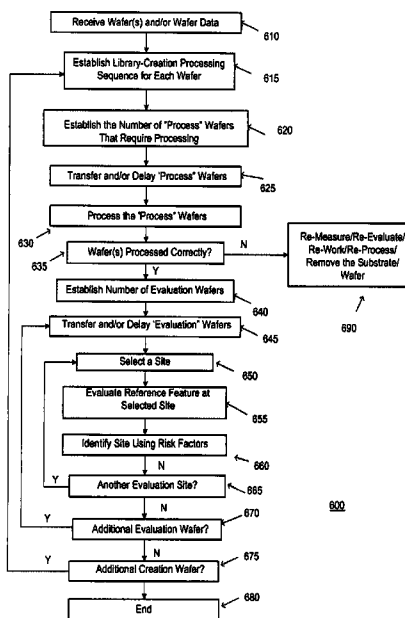 Receive Wafer(s) and/or Wafer Data
610
Establish Library-Creation Processing
Sequence for Each Wafer
615
Establish the Number of "Process" Wafers
That Require Processing
620
Transfer and/or Delay "Process" Wafers
625
Process the "Process" Wafers
630
Wafer(s) Processed Correctly?
635
N
Y
Re-Measure/Re-Evaluate/
Re-Work/Re-Process/
Remove the Substrate/
Wafer
690
Establish Number of Evaluation Wafers
640
Transfer and/or Delay "Evaluation" Wafers
645
Select a Site
650
Evaluate Reference Feature at
Selected Site
655
Identify Site Using Risk Factors
660
N
Y
Another Evaluation Site?
665
N
Y
Additional Evaluation Wafer?
670
600
N
Y
Additional Creation Wafer?
675
End
680